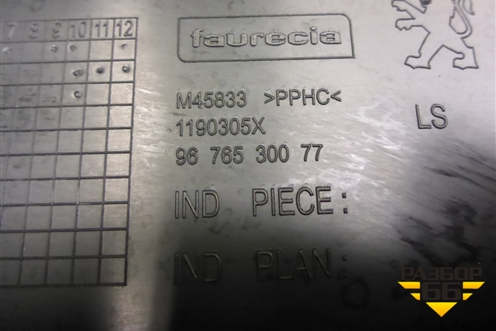 7 8 9 10 11 12
faurecia
M45833 >PPHC<
1190305X
LS
96 765 300 77
IND PIECE:
IND PLAN:
РАЗБОР
66